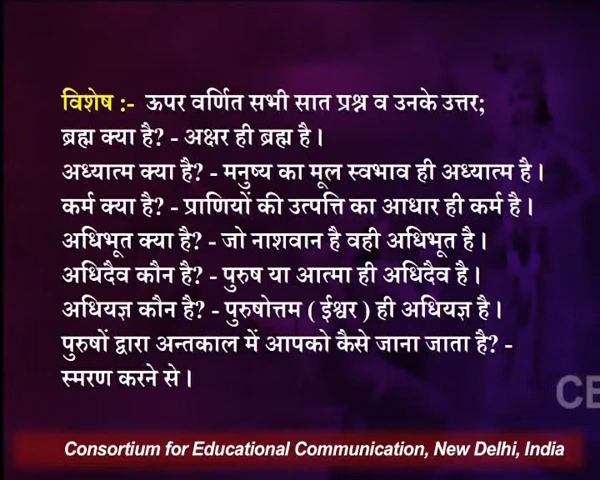 विशेष :- ऊपर वर्णित सभी सात प्रश्न व उनके उत्तर;
ब्रह्म क्या है? - अक्षर ही ब्रह्म है।
अध्यात्म क्या है? - मनुष्य का मूल स्वभाव ही अध्यात्म है।
कर्म क्या है? - प्राणियों की उत्पत्ति का आधार ही कर्म है।
अधिभूत क्या है? - जो नाशवान है वही अधिभूत है।
अधिदैव कौन है? - पुरुष या आत्मा ही अधिदैव है।
अधियज्ञ कौन है? - पुरुषोत्तम ( ईश्वर ) ही अधियज्ञ है।
पुरुषों द्वारा अन्तकाल में आपको कैसे जाना जाता है? -
स्मरण करने से।
CE
Consortium for Educational Communication, New Delhi, India